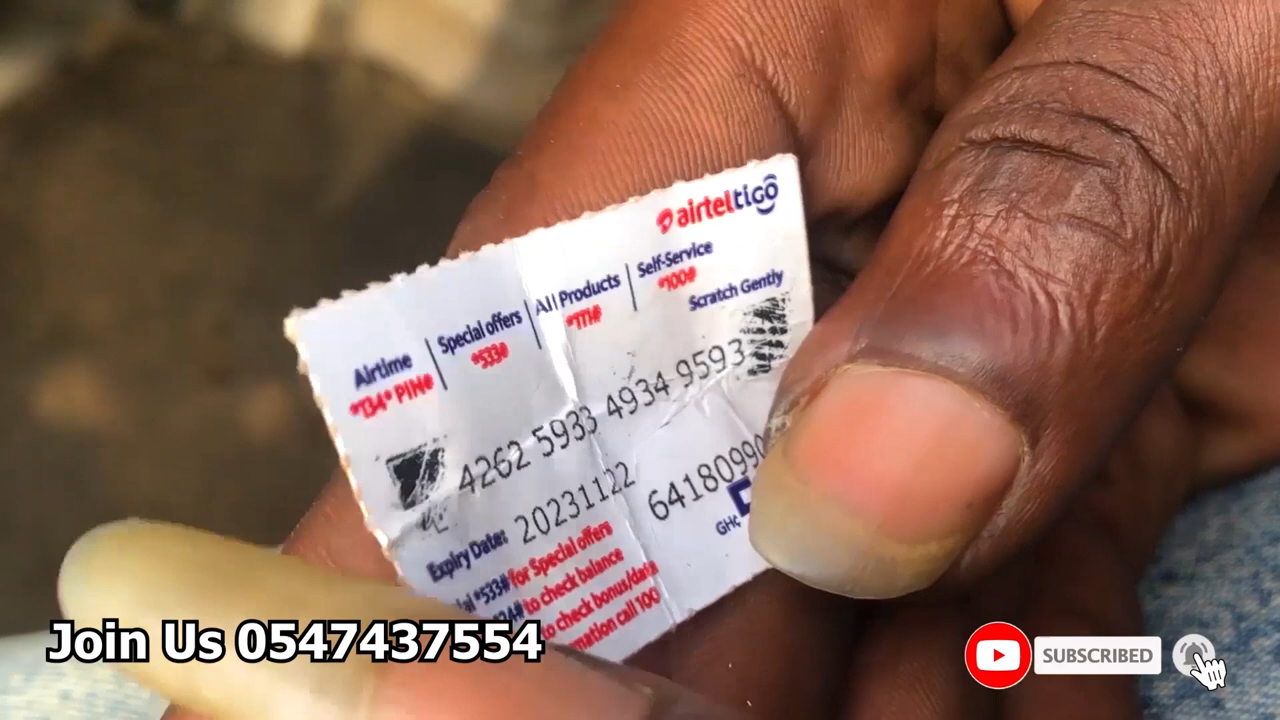 airteltigo
Airtime | Special offers | All Products | Self-Service
*134* PIN# *533# *111# *100#
Scratch Gently
4262 5933 4934 9593
Expiry Date: 20231122 64180990
GH¢
*533# for Special offers
to check balance
to check bonus/data
call 100
Join Us 0547437554
SUBSCRIBED